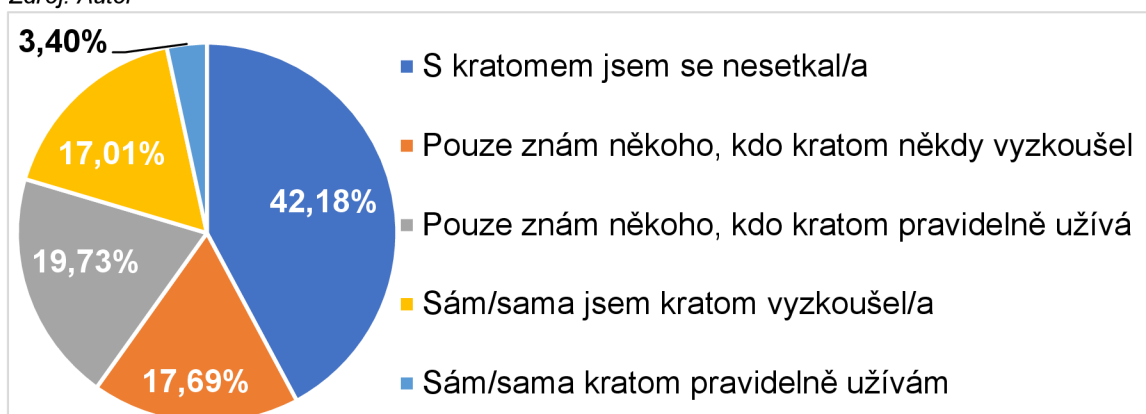 Zdroj: Autor
3,40%
S kratomem jsem se nesetkal/a
Pouze znám někoho, kdo kratom někdy vyzkoušel
17,01%
42,18%
Pouze znám někoho, kdo kratom pravidelně užívá
19,73%
Sám/sama jsem kratom vyzkoušel/a
17,69%
Sám/sama kratom pravidelně užívám